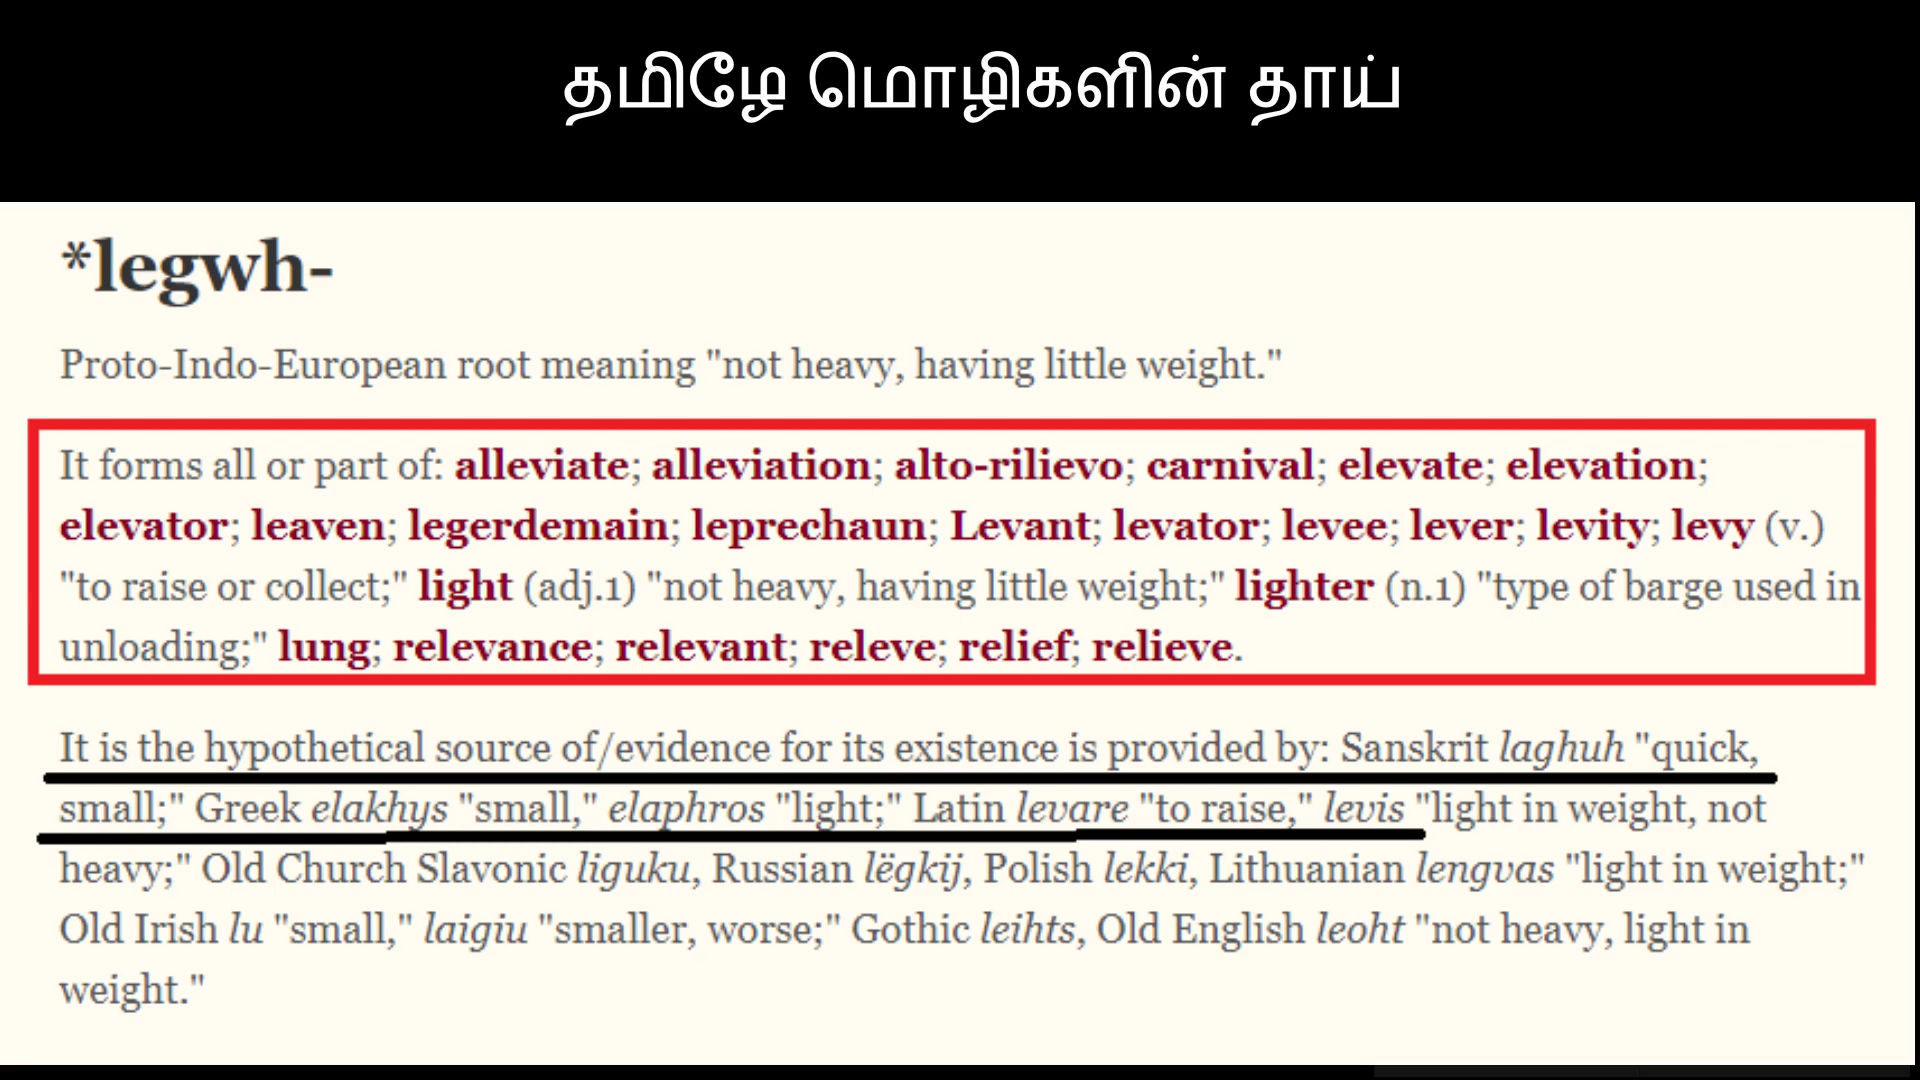 தமிழே மொழிகளின் தாய்
*legwh-
Proto-Indo-European root meaning "not heavy, having little weight."
It forms all or part of: alleviate; alleviation; alto-rilievo; carnival; elevate; elevation;
elevator; leaven; legerdemain; leprechaun; Levant; levator; levee; lever; levity; levy (v.)
"to raise or collect;" light (adj.1) "not heavy, having little weight;" lighter (n.1) "type of barge used in
unloading;" lung; relevance; relevant; releve; relief; relieve.
It is the hypothetical source of/evidence for its existence is provided by: Sanskrit laghuh "quick,
small;" Greek elakhys "small," elaphros "light;" Latin levare "to raise," levis "light in weight, not
heavy;" Old Church Slavonic liguku, Russian lëgkij, Polish lekki, Lithuanian lengvas "light in weight;"
Old Irish lu "small," laigiu "smaller, worse;" Gothic leihts, Old English leoht "not heavy, light in
weight."